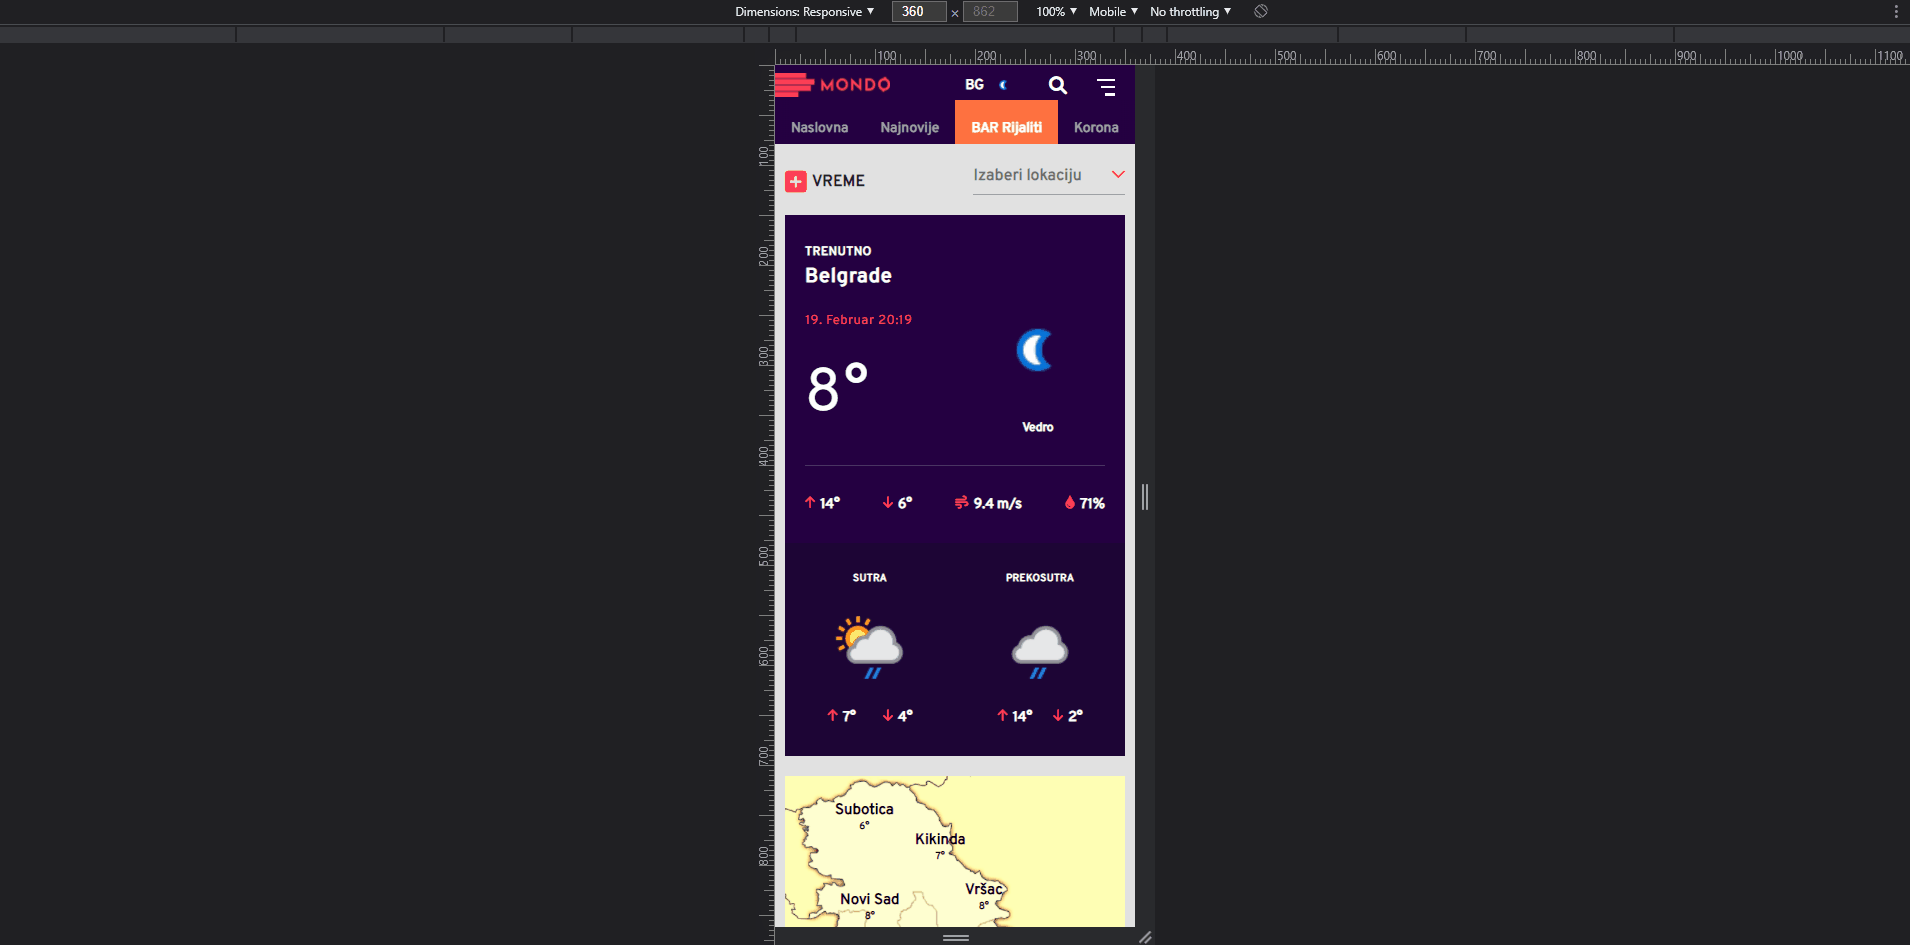 Dimensions: Responsive 360 × 862 100% Mobile No throttling
100 200 300 400 500 600 700 800 900 1000 1100
MONDO BG
Naslovna Najnovije BAR Rijaliti Korona
100
VREME Izaberi lokaciju
200
TRENUTNO
Belgrade
19. Februar 20:19
300
8°
Vedro
400
14° 6° 9.4 m/s 71%
500
SUTRA PREKOSUTRA
600
7° 4° 14° 2°
700
Subotica
6°
Kikinda
7°
800
Vršac
Novi Sad
8°
8°